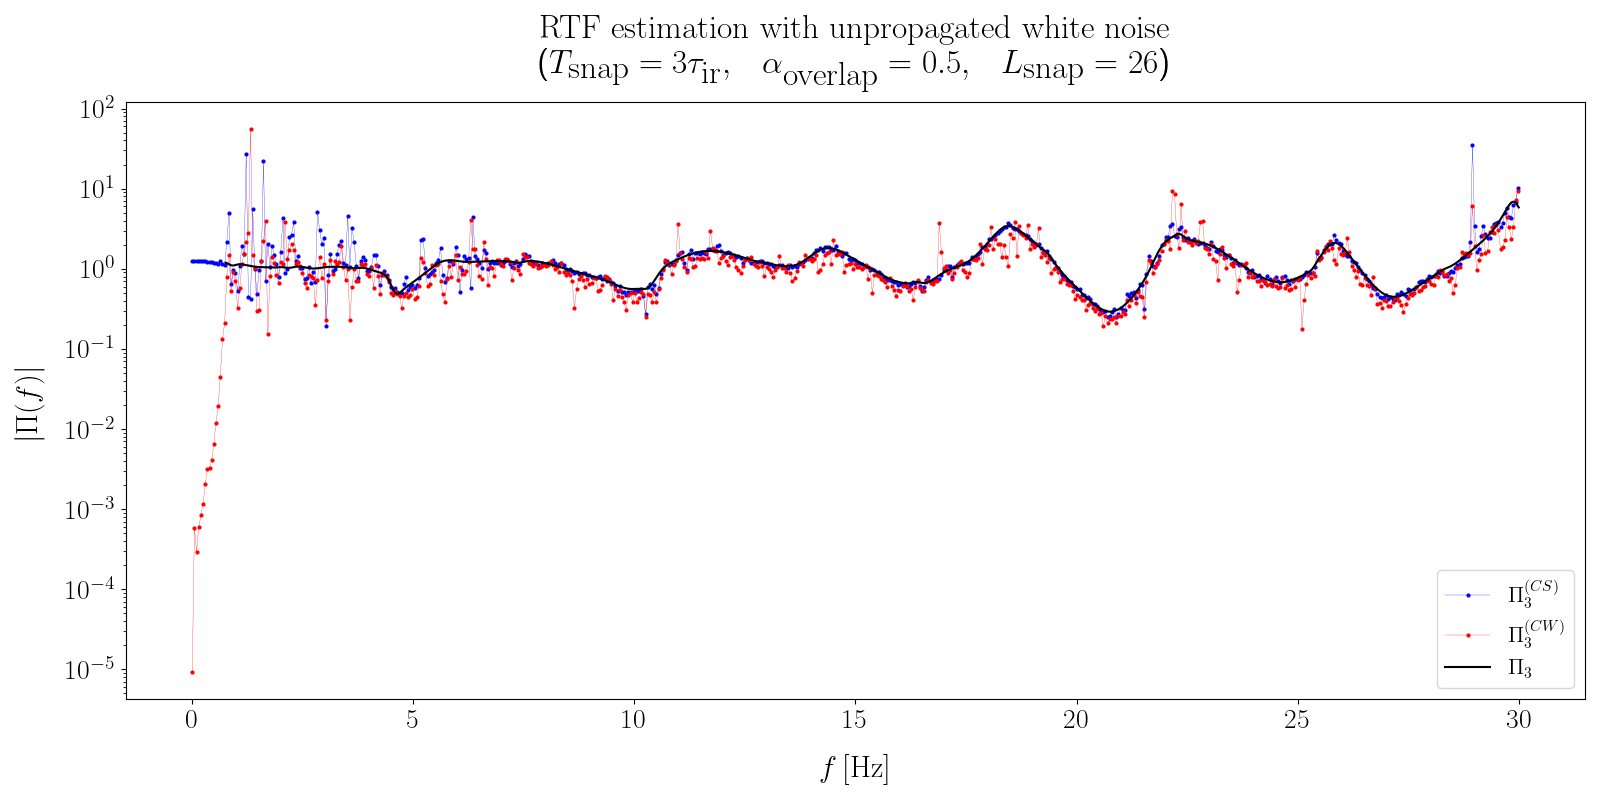 RTF estimation with unpropagated white noise
(T_snap = 3τ_ir, α_overlap = 0.5, L_snap = 26)
|Π(f)|
10^2
10^1
10^0
10^-1
10^-2
10^-3
10^-4
10^-5
0 5 10 15 20 25 30
f [Hz]
Π_3^(CS)
Π_3^(CW)
Π_3